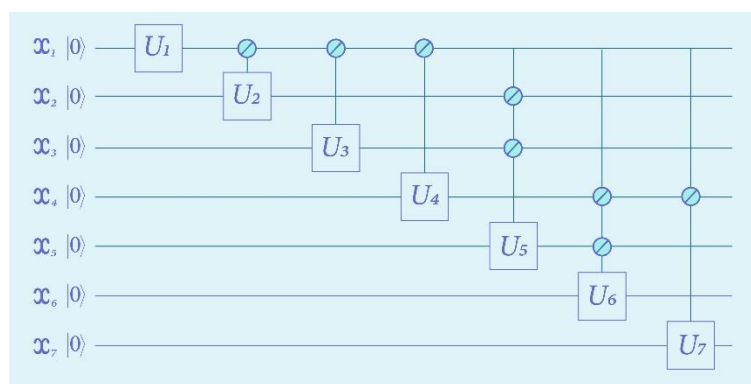 𝔁₁ |0⟩ U₁
𝔁₂ |0⟩ U₂
𝔁₃ |0⟩ U₃
𝔁₄ |0⟩ U₄
𝔁₅ |0⟩ U₅
𝔁₆ |0⟩ U₆
𝔁₇ |0⟩ U₇